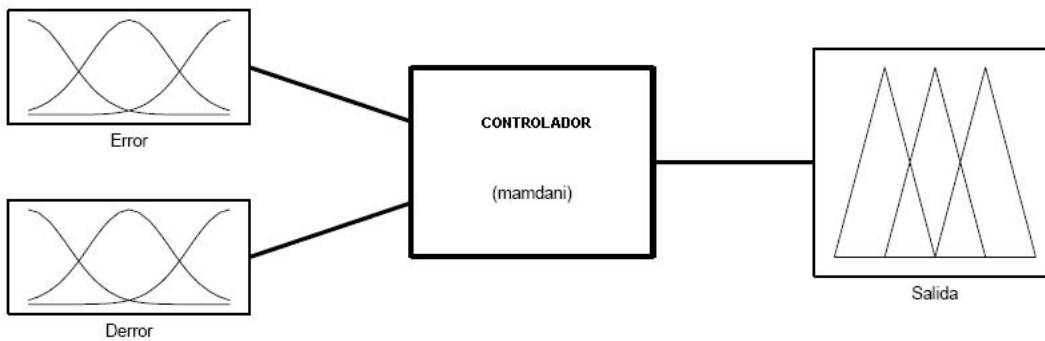 Error
CONTROLADOR
(mamdani)
Derror
Salida